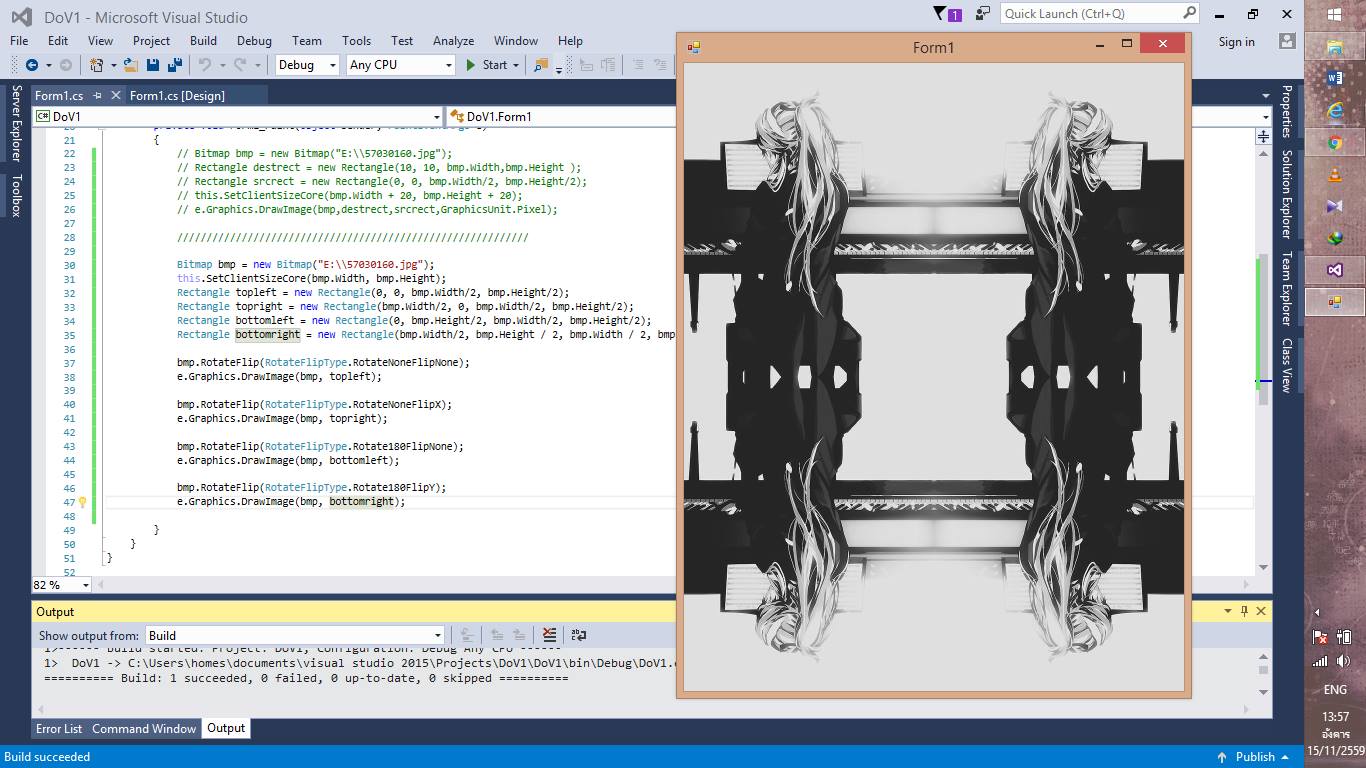 DoV1 - Microsoft Visual Studio
1
Quick Launch (Ctrl+Q)
File Edit View Project Build Debug Team Tools Test Analyze Window Help
Sign in
Debug Any CPU Start
Form1
Form1.cs Form1.cs [Design]
DoV1 DoV1.Form1
Server Explorer
Toolbox
Properties
Solution Explorer
Team Explorer
Class View
21 {
22 // Bitmap bmp = new Bitmap("E:\\57030160.jpg");
23 // Rectangle destrect = new Rectangle(10, 10, bmp.Width,bmp.Height );
24 // Rectangle srcrect = new Rectangle(0, 0, bmp.Width/2, bmp.Height/2);
25 // this.SetClientSizeCore(bmp.Width + 20, bmp.Height + 20);
26 // e.Graphics.DrawImage(bmp,destrect,srcrect,GraphicsUnit.Pixel);
27
28 ////////////////////////////////////////////////////////////
29
30 Bitmap bmp = new Bitmap("E:\\57030160.jpg");
31 this.SetClientSizeCore(bmp.Width, bmp.Height);
32 Rectangle topleft = new Rectangle(0, 0, bmp.Width/2, bmp.Height/2);
33 Rectangle topright = new Rectangle(bmp.Width/2, 0, bmp.Width/2, bmp.Height/2);
34 Rectangle bottomleft = new Rectangle(0, bmp.Height/2, bmp.Width/2, bmp.Height/2);
35 Rectangle bottomright = new Rectangle(bmp.Width/2, bmp.Height / 2, bmp.Width / 2, bmp
36
37 bmp.RotateFlip(RotateFlipType.RotateNoneFlipNone);
38 e.Graphics.DrawImage(bmp, topleft);
39
40 bmp.RotateFlip(RotateFlipType.RotateNoneFlipX);
41 e.Graphics.DrawImage(bmp, topright);
42
43 bmp.RotateFlip(RotateFlipType.Rotate180FlipNone);
44 e.Graphics.DrawImage(bmp, bottomleft);
45
46 bmp.RotateFlip(RotateFlipType.Rotate180FlipY);
47 e.Graphics.DrawImage(bmp, bottomright);
48
49 }
50 }
51 }
52
82 %
Output
Show output from: Build
1>------ Build started: Project: DoV1, Configuration: Debug Any CPU ------
1> DoV1 -> C:\Users\homes\documents\visual studio 2015\Projects\DoV1\DoV1\bin\Debug\DoV1.
========== Build: 1 succeeded, 0 failed, 0 up-to-date, 0 skipped ==========
Error List Command Window Output
Build succeeded
Publish
ENG
13:57
อังคาร
15/11/2559